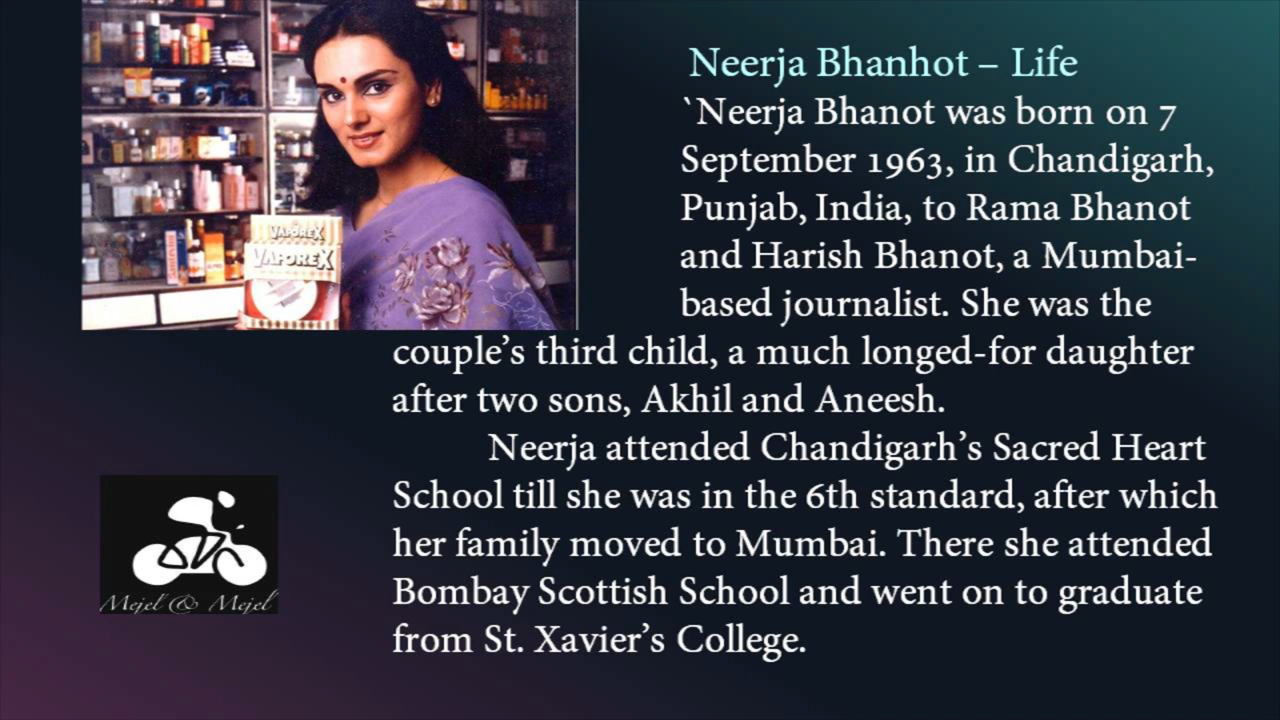 Neerja Bhanhot – Life
`Neerja Bhanot was born on 7
September 1963, in Chandigarh,
Punjab, India, to Rama Bhanot
and Harish Bhanot, a Mumbai-
based journalist. She was the
couple’s third child, a much longed-for daughter
after two sons, Akhil and Aneesh.
Neerja attended Chandigarh’s Sacred Heart
School till she was in the 6th standard, after which
her family moved to Mumbai. There she attended
Bombay Scottish School and went on to graduate
from St. Xavier’s College.
VAPOREX
VAPOREX
Mejel & Mejel